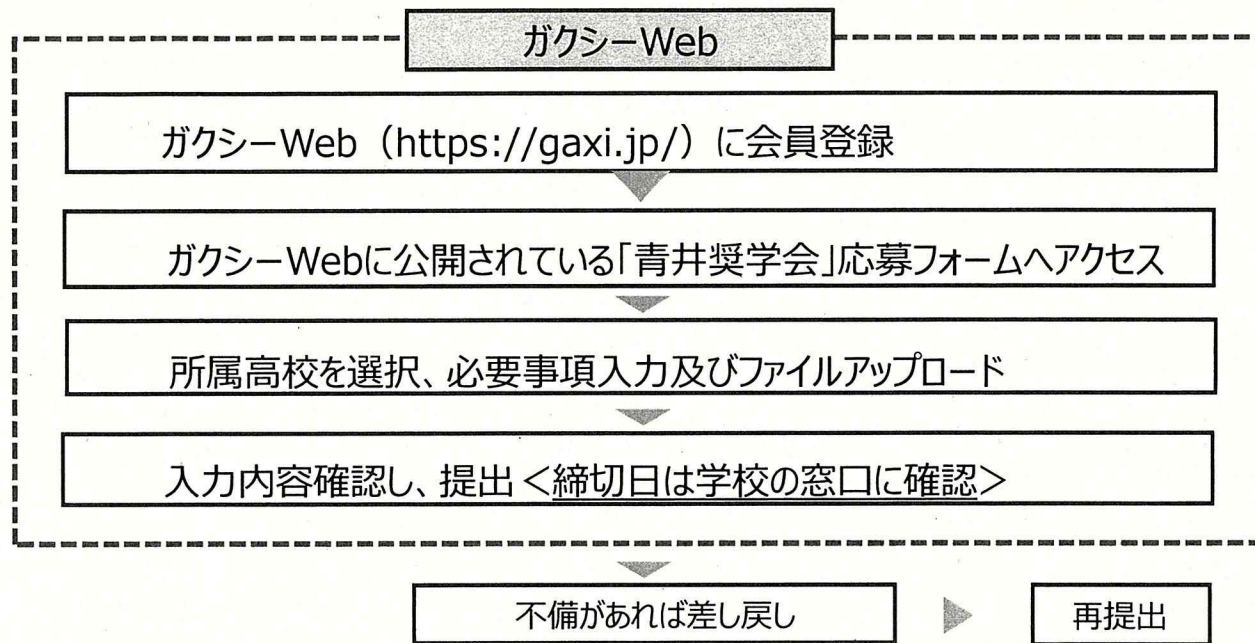 ガクシーWeb
ガクシーWeb（https://gaxi.jp/）に会員登録
ガクシーWebに公開されている「青井奨学会」応募フォームへアクセス
所属高校を選択、必要事項入力及びファイルアップロード
入力内容確認し、提出＜締切日は学校の窓口に確認＞
不備があれば差し戻し
再提出